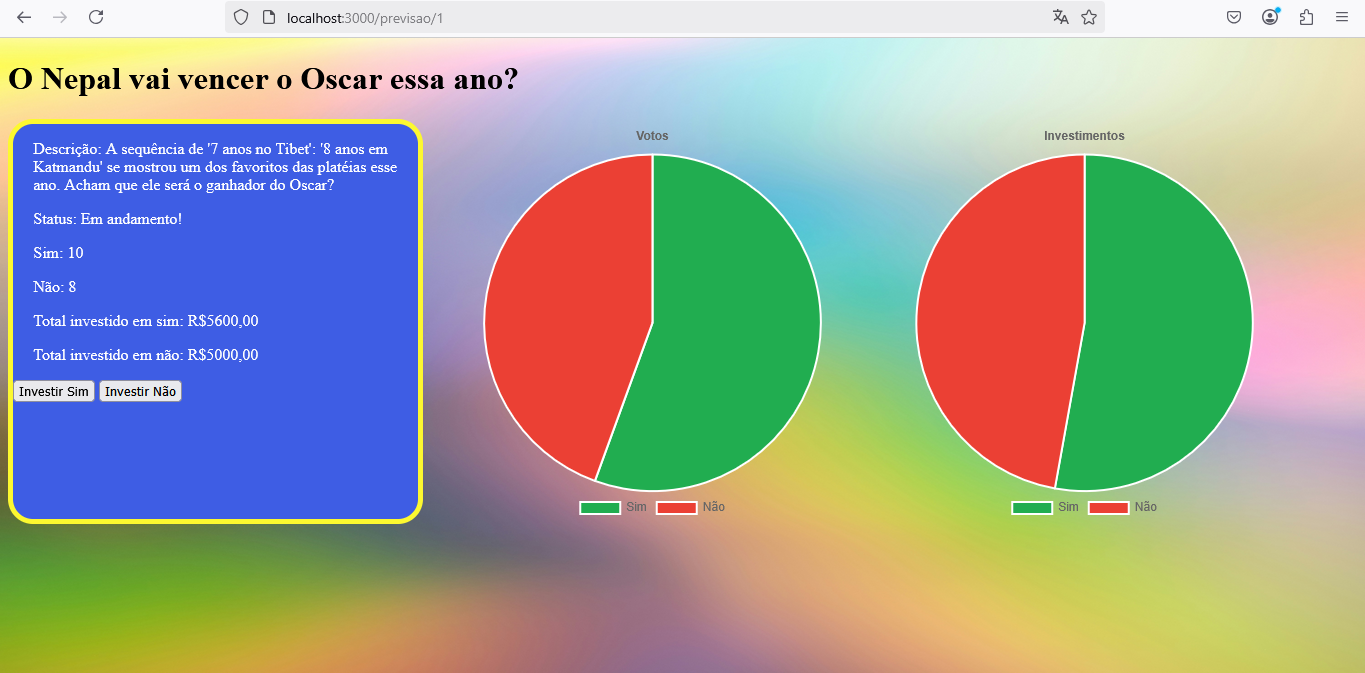 localhost:3000/previsao/1
O Nepal vai vencer o Oscar essa ano?
Descrição: A sequência de '7 anos no Tibet': '8 anos em
Katmandu' se mostrou um dos favoritos das platéias esse
ano. Acham que ele será o ganhador do Oscar?
Status: Em andamento!
Sim: 10
Não: 8
Total investido em sim: R$5600,00
Total investido em não: R$5000,00
Investir Sim Investir Não
Votos
Sim Não
Investimentos
Sim Não